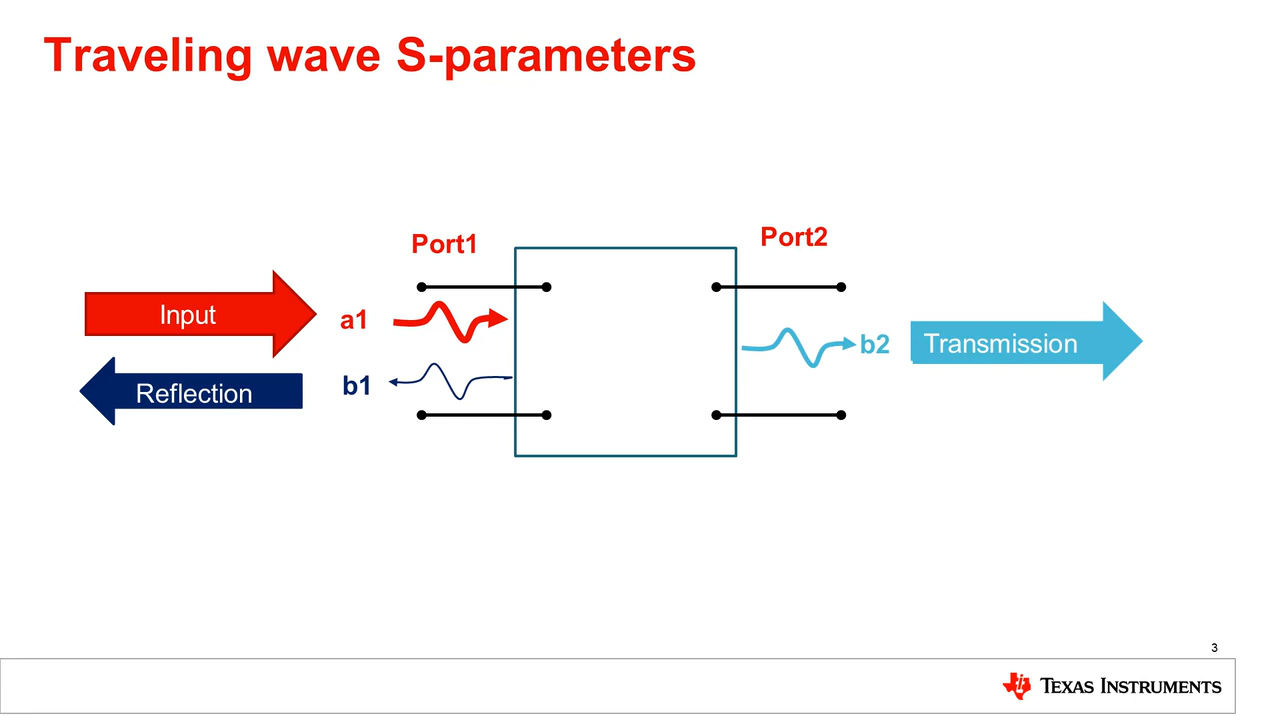 Traveling wave S-parameters
Port1
Port2
Input
a1
b2
Transmission
Reflection
b1
3
TEXAS INSTRUMENTS